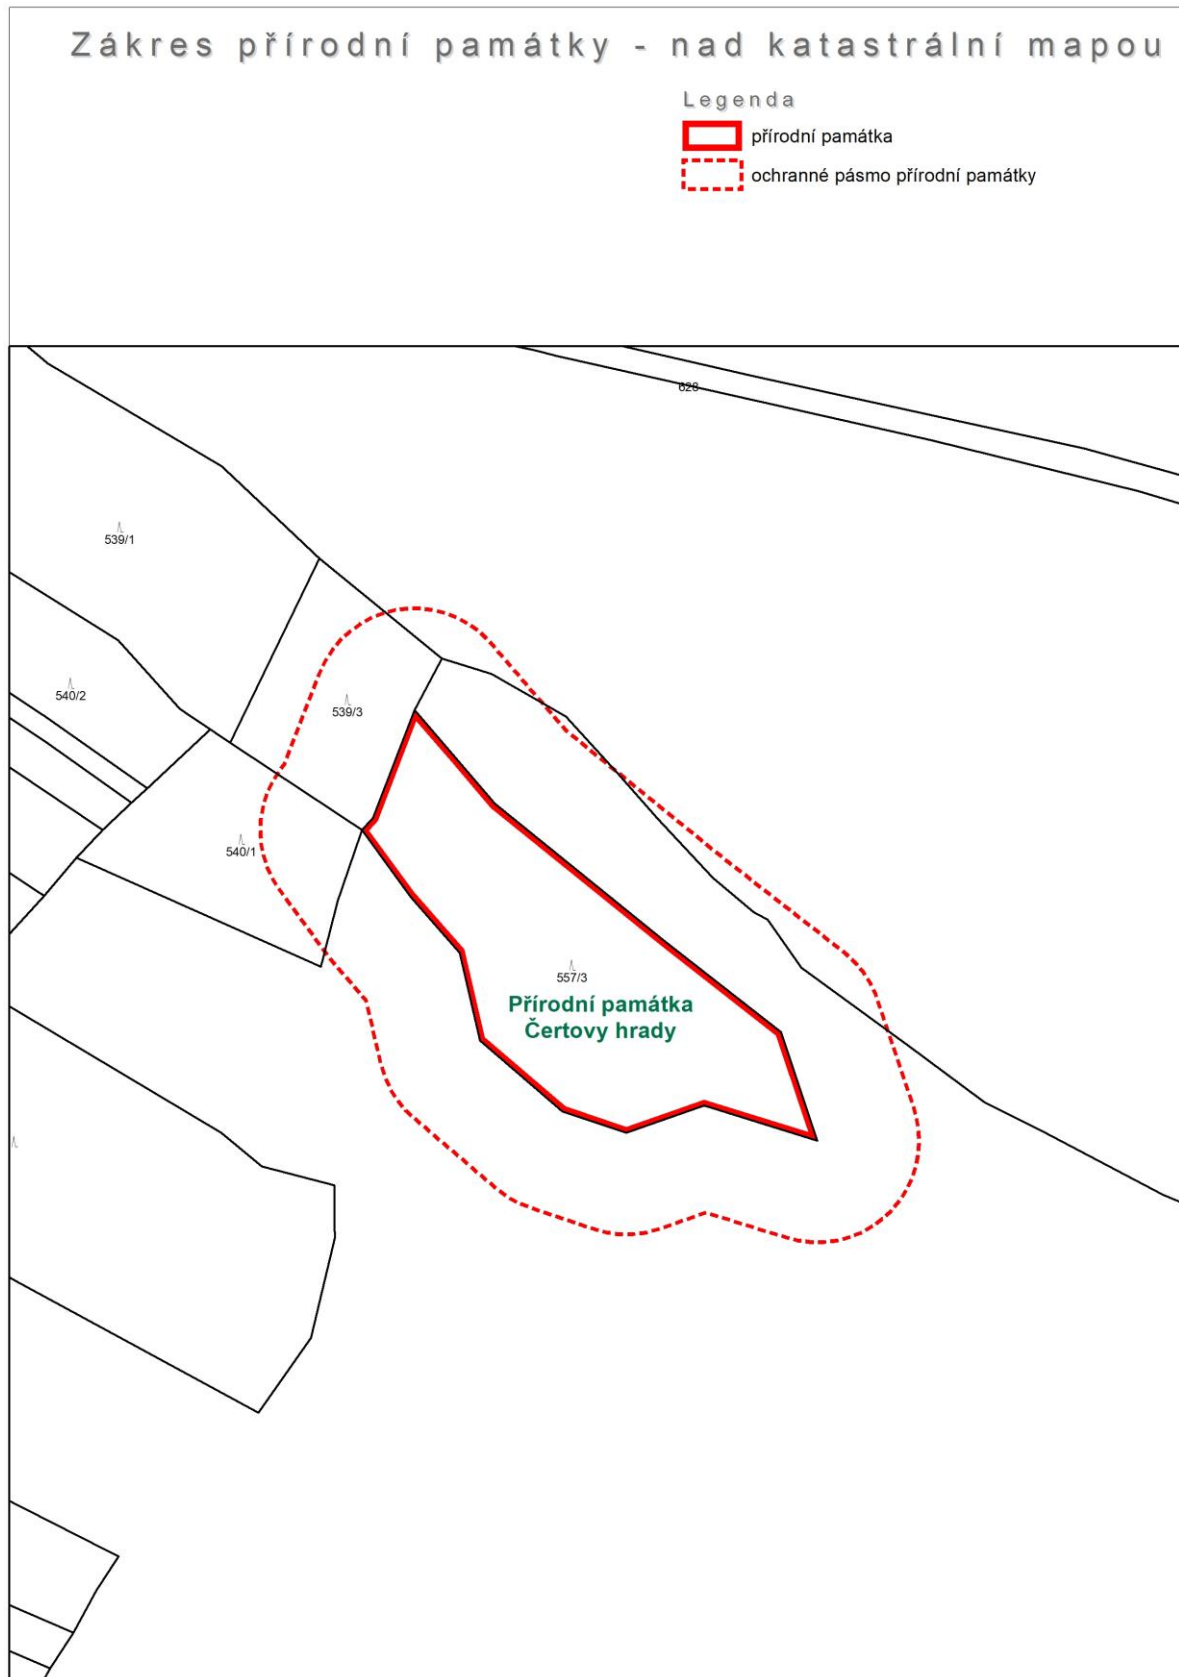 Zákres přírodní památky - nad katastrální mapou
Legenda
přírodní památka
ochranné pásmo přírodní památky
628
539/1
540/2
539/3
540/1
557/3
Přírodní památka
Čertovy hrady